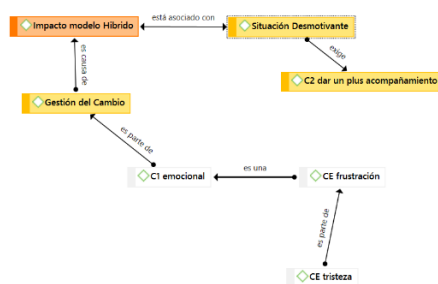 Impacto modelo Hibrido
está asociado con
Situación Desmotivante
es causa de
exige
C2 dar un plus acompañamiento
Gestión del Cambio
es parte de
C1 emocional
es una
CE frustración
es parte de
CE tristeza